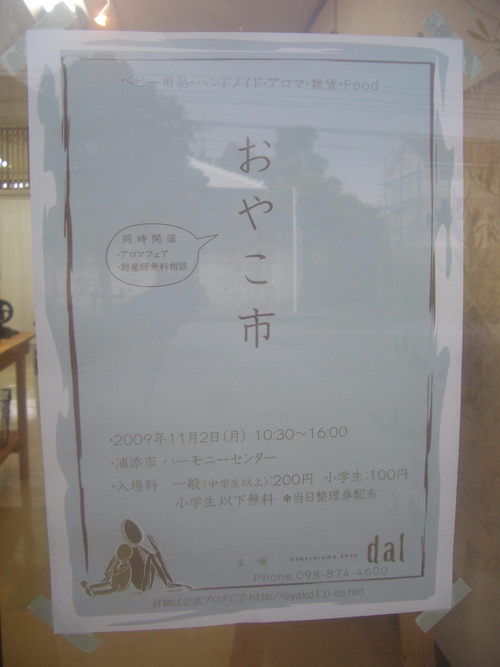 ベビー用品・ハンドメイド・アロマ・雑貨・Food
おやこ市
同時開催
・アロマフェア
・助産師無料相談
・2009年11月2日(月) 10:30～16:00
・浦添市 ハーモニーセンター
・入場料 一般(中学生以上):200円 小学生:100円
小学生以下無料 *当日整理券配布
主催 baby+aroma shop dal
Phone:098-874-4600
詳細は公式ブログにて http://oyako1.ti-da.net